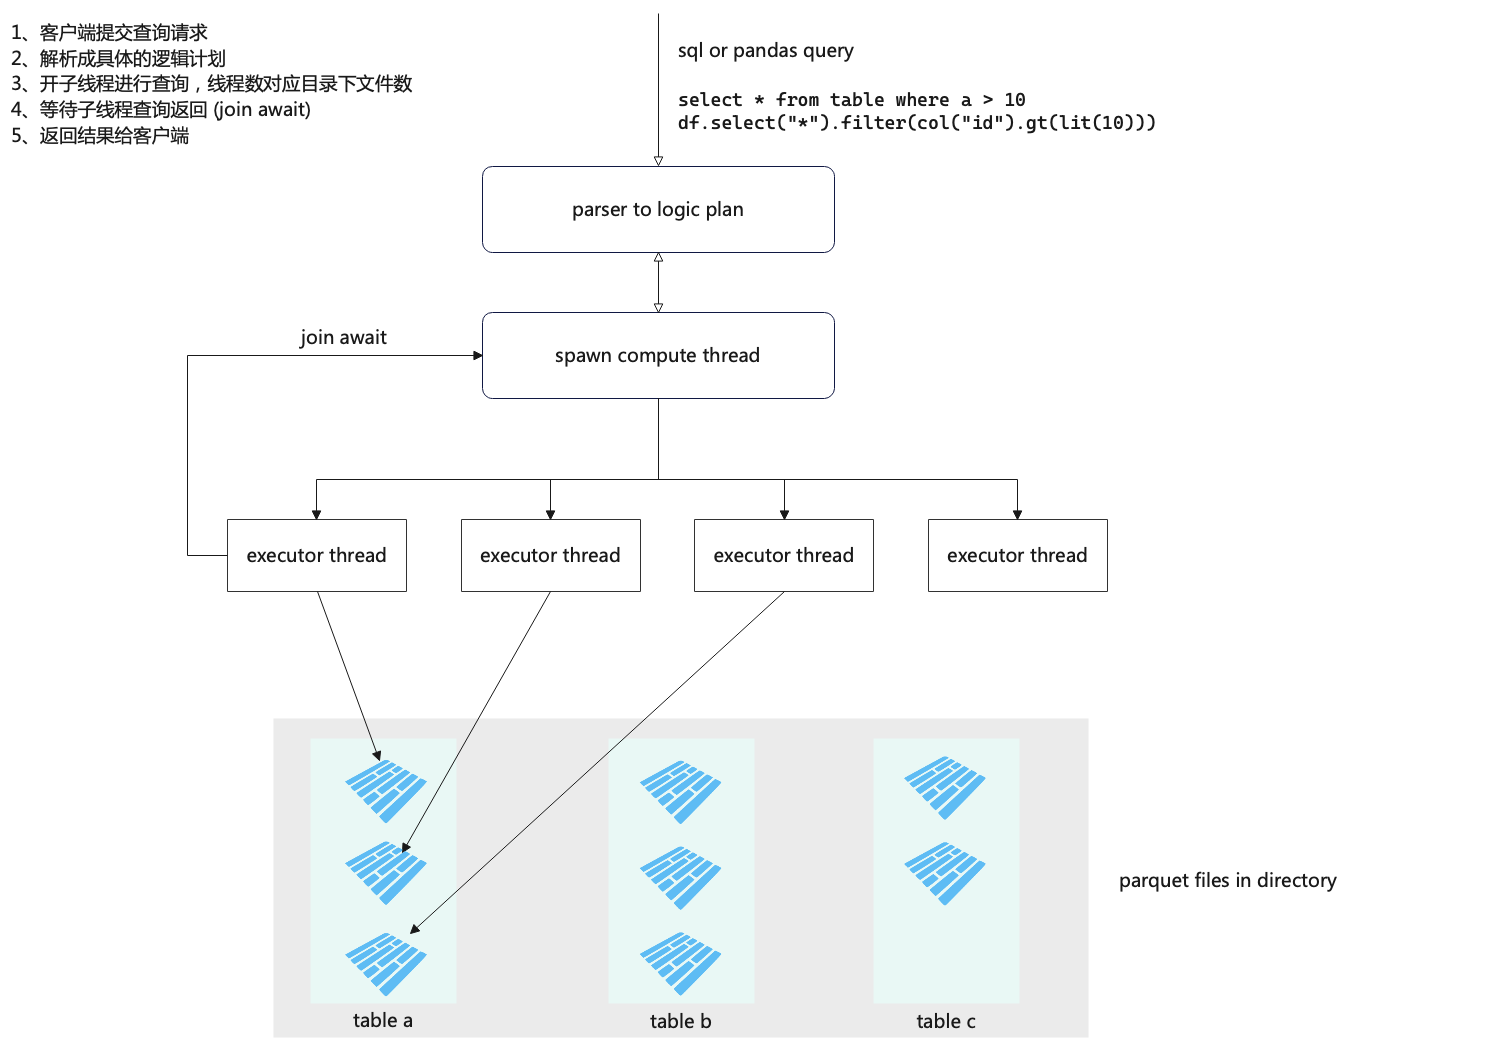 1、客户端提交查询请求
2、解析成具体的逻辑计划
3、开子线程进行查询，线程数对应目录下文件数
4、等待子线程查询返回 (join await)
5、返回结果给客户端
sql or pandas query
select * from table where a > 10
df.select("*").filter(col("id").gt(lit(10)))
parser to logic plan
join await
spawn compute thread
executor thread
executor thread
executor thread
executor thread
parquet files in directory
table a
table b
table c